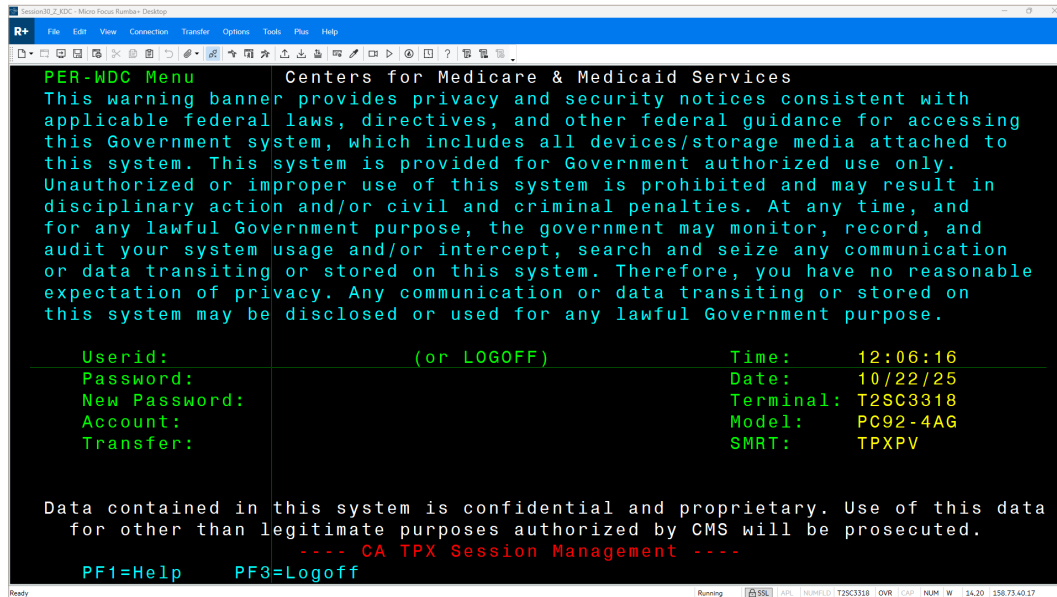 Session30_Z_KDC - Micro Focus Rumba+ Desktop
R+ File Edit View Connection Transfer Options Tools Plus Help
PER-WDC Menu Centers for Medicare & Medicaid Services
This warning banner provides privacy and security notices consistent with
applicable federal laws, directives, and other federal guidance for accessing
this Government system, which includes all devices/storage media attached to
this system. This system is provided for Government authorized use only.
Unauthorized or improper use of this system is prohibited and may result in
disciplinary action and/or civil and criminal penalties. At any time, and
for any lawful Government purpose, the government may monitor, record, and
audit your system usage and/or intercept, search and seize any communication
or data transiting or stored on this system. Therefore, you have no reasonable
expectation of privacy. Any communication or data transiting or stored on
this system may be disclosed or used for any lawful Government purpose.
Userid: (or LOGOFF) Time: 12:06:16
Password: Date: 10/22/25
New Password: Terminal: T2SC3318
Account: Model: PC92-4AG
Transfer: SMRT: TPXPV
Data contained in this system is confidential and proprietary. Use of this data
for other than legitimate purposes authorized by CMS will be prosecuted.
---- CA TPX Session Management ----
PF1=Help PF3=Logoff
Ready Running SSL APL NUMFLD T2SC3318 OVR CAP NUM W 14,20 158.73.40.17